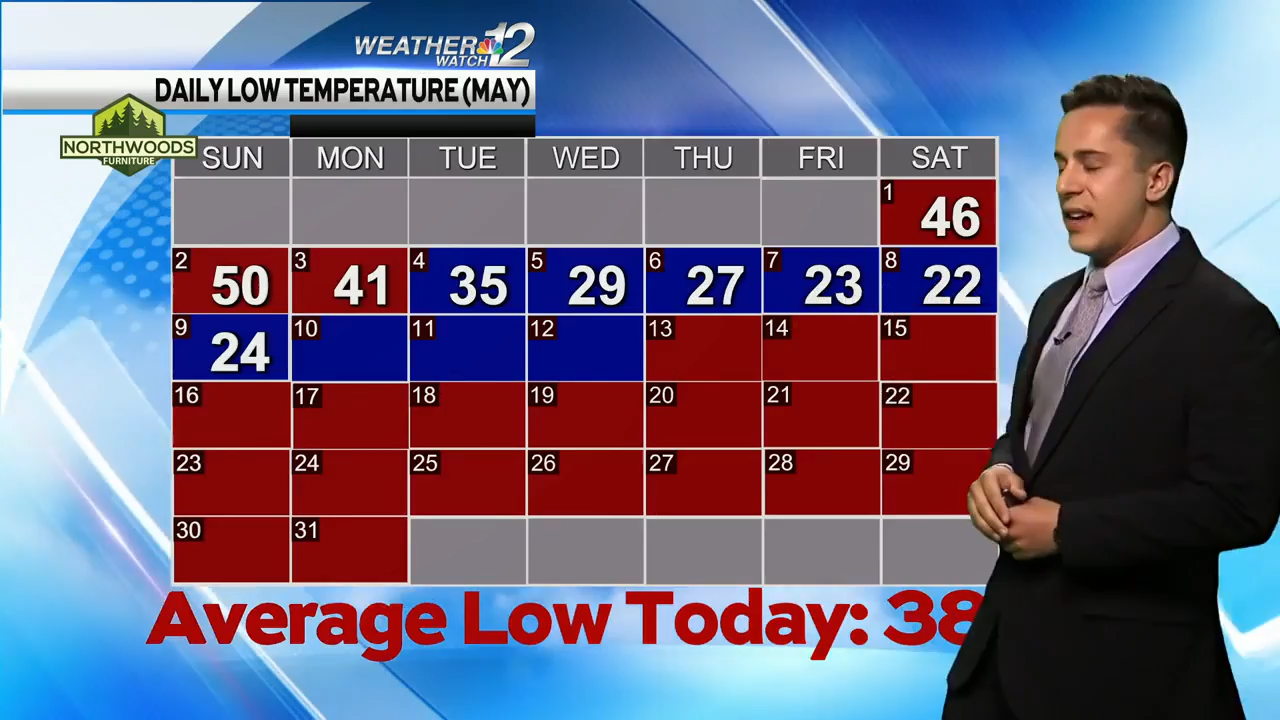 WEATHER 12
WATCH
DAILY LOW TEMPERATURE (MAY)
NORTHWOODS
FURNITURE
SUN MON TUE WED THU FRI SAT
1 46
2 50 3 41 4 35 5 29 6 27 7 23 8 22
9 24 10 11 12 13 14 15
16 17 18 19 20 21 22
23 24 25 26 27 28 29
30 31
Average Low Today: 38